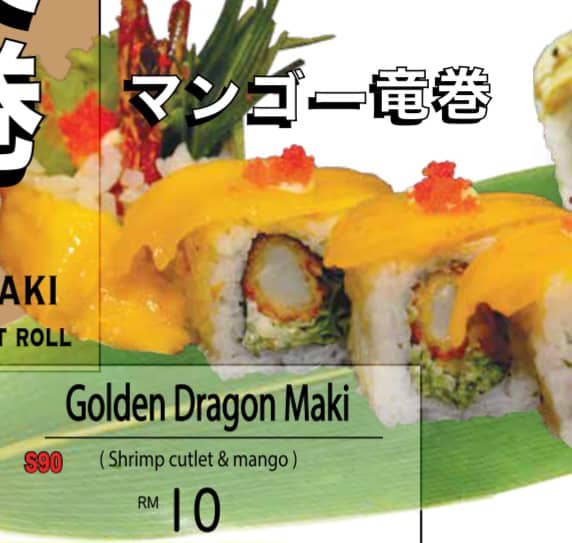 巻
マンゴー竜巻
AKI
T ROLL
Golden Dragon Maki
S90
( Shrimp cutlet & mango )
RM 10